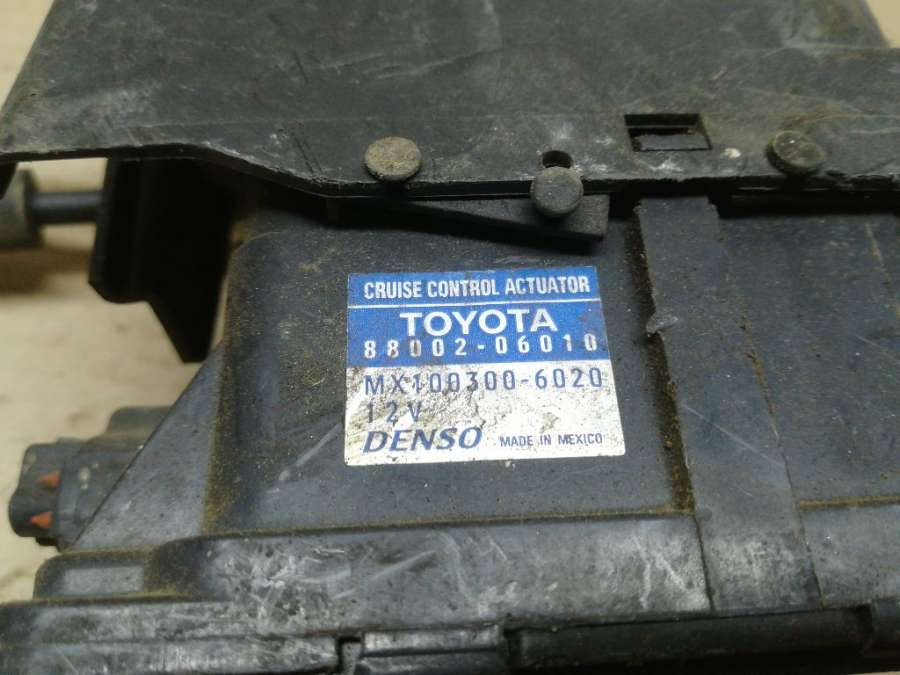 CRUISE CONTROL ACTUATOR
TOYOTA
88002-06010
MX100300-6020
12V
DENSO MADE IN MEXICO